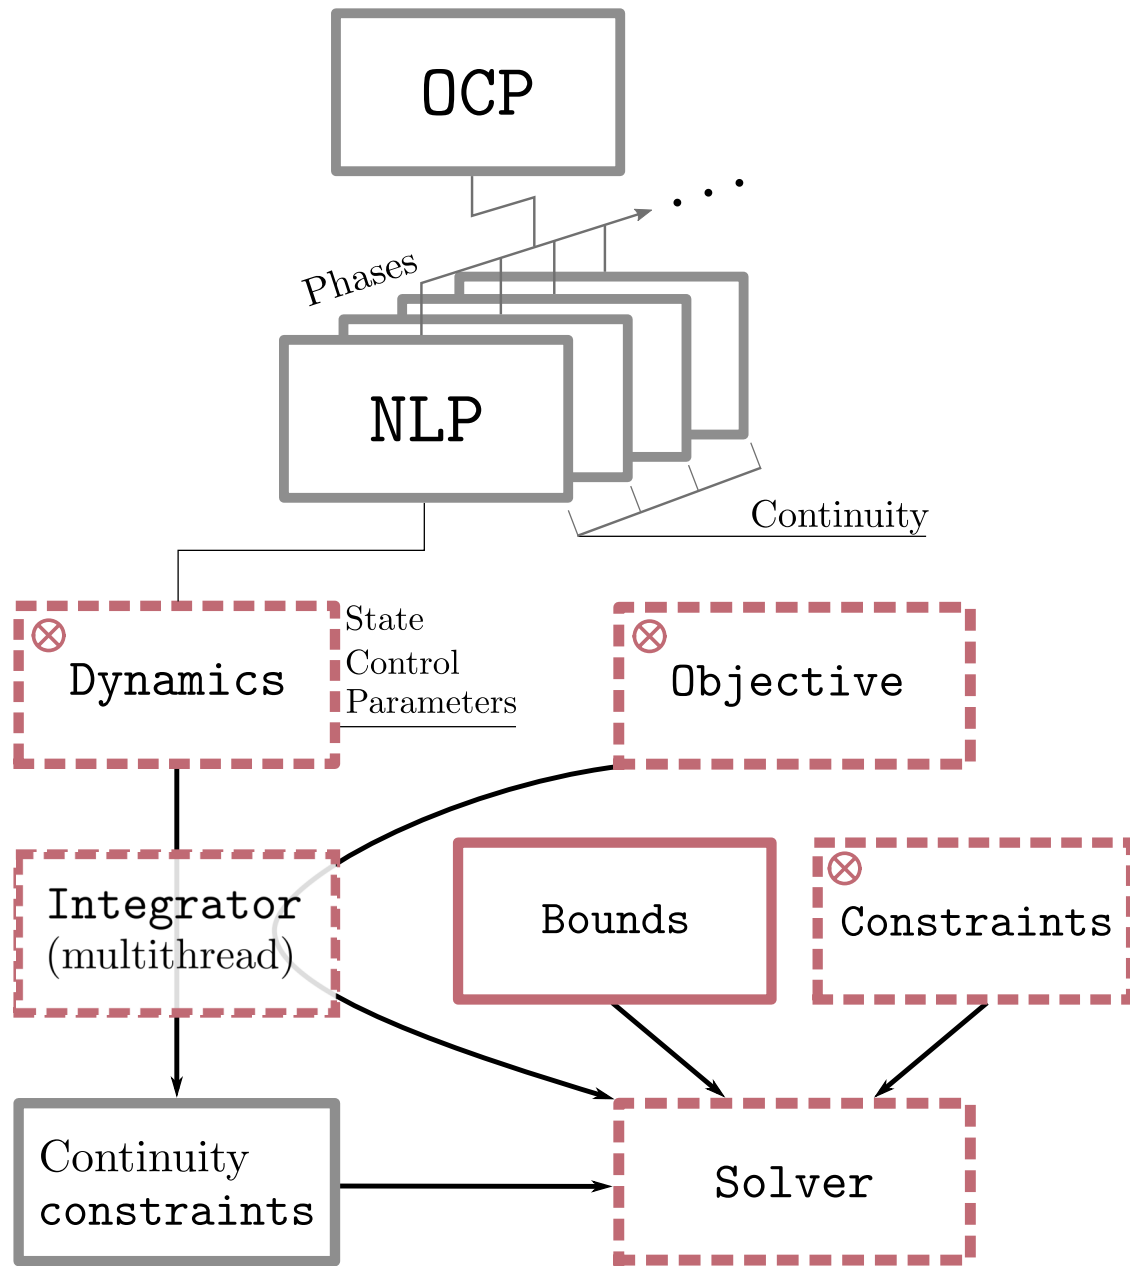 OCP
Phases
NLP
Continuity
Dynamics
State
Control
Parameters
Objective
Integrator
(multithread)
Bounds
Constraints
Continuity
constraints
Solver